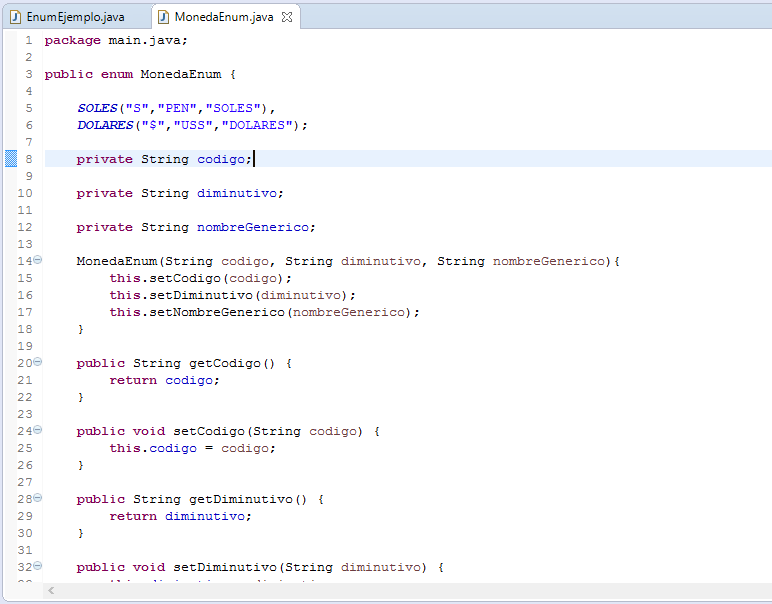 EnumEjemplo.java
MonedaEnum.java
1 package main.java;
2
3 public enum MonedaEnum {
4
5 SOLES("S","PEN","SOLES"),
6 DOLARES("$","USS","DOLARES");
7
8 private String codigo;
9
10 private String diminutivo;
11
12 private String nombreGenerico;
13
14 MonedaEnum(String codigo, String diminutivo, String nombreGenerico){
15 this.setCodigo(codigo);
16 this.setDiminutivo(diminutivo);
17 this.setNombreGenerico(nombreGenerico);
18 }
19
20 public String getCodigo() {
21 return codigo;
22 }
23
24 public void setCodigo(String codigo) {
25 this.codigo = codigo;
26 }
27
28 public String getDiminutivo() {
29 return diminutivo;
30 }
31
32 public void setDiminutivo(String diminutivo) {